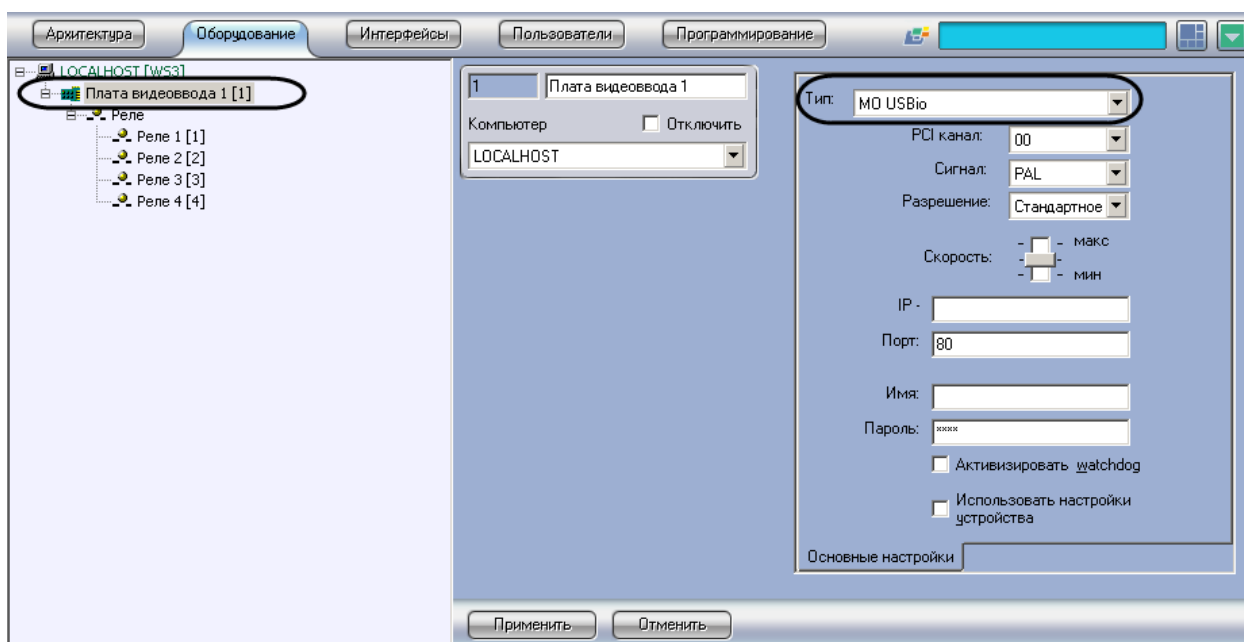 Архитектура Оборудование Интерфейсы Пользователи Программирование
LOCALHOST [WS3]
Плата видеоввода 1 [1]
Реле
Реле 1 [1]
Реле 2 [2]
Реле 3 [3]
Реле 4 [4]
1 Плата видеоввода 1
Компьютер Отключить
LOCALHOST
Тип: МО USBio
PCI канал: 00
Сигнал: PAL
Разрешение: Стандартное
макс
Скорость:
мин
IP -
Порт: 80
Имя:
Пароль: xxxx
Активизировать watchdog
Использовать настройки
устройства
Основные настройки
Применить Отменить